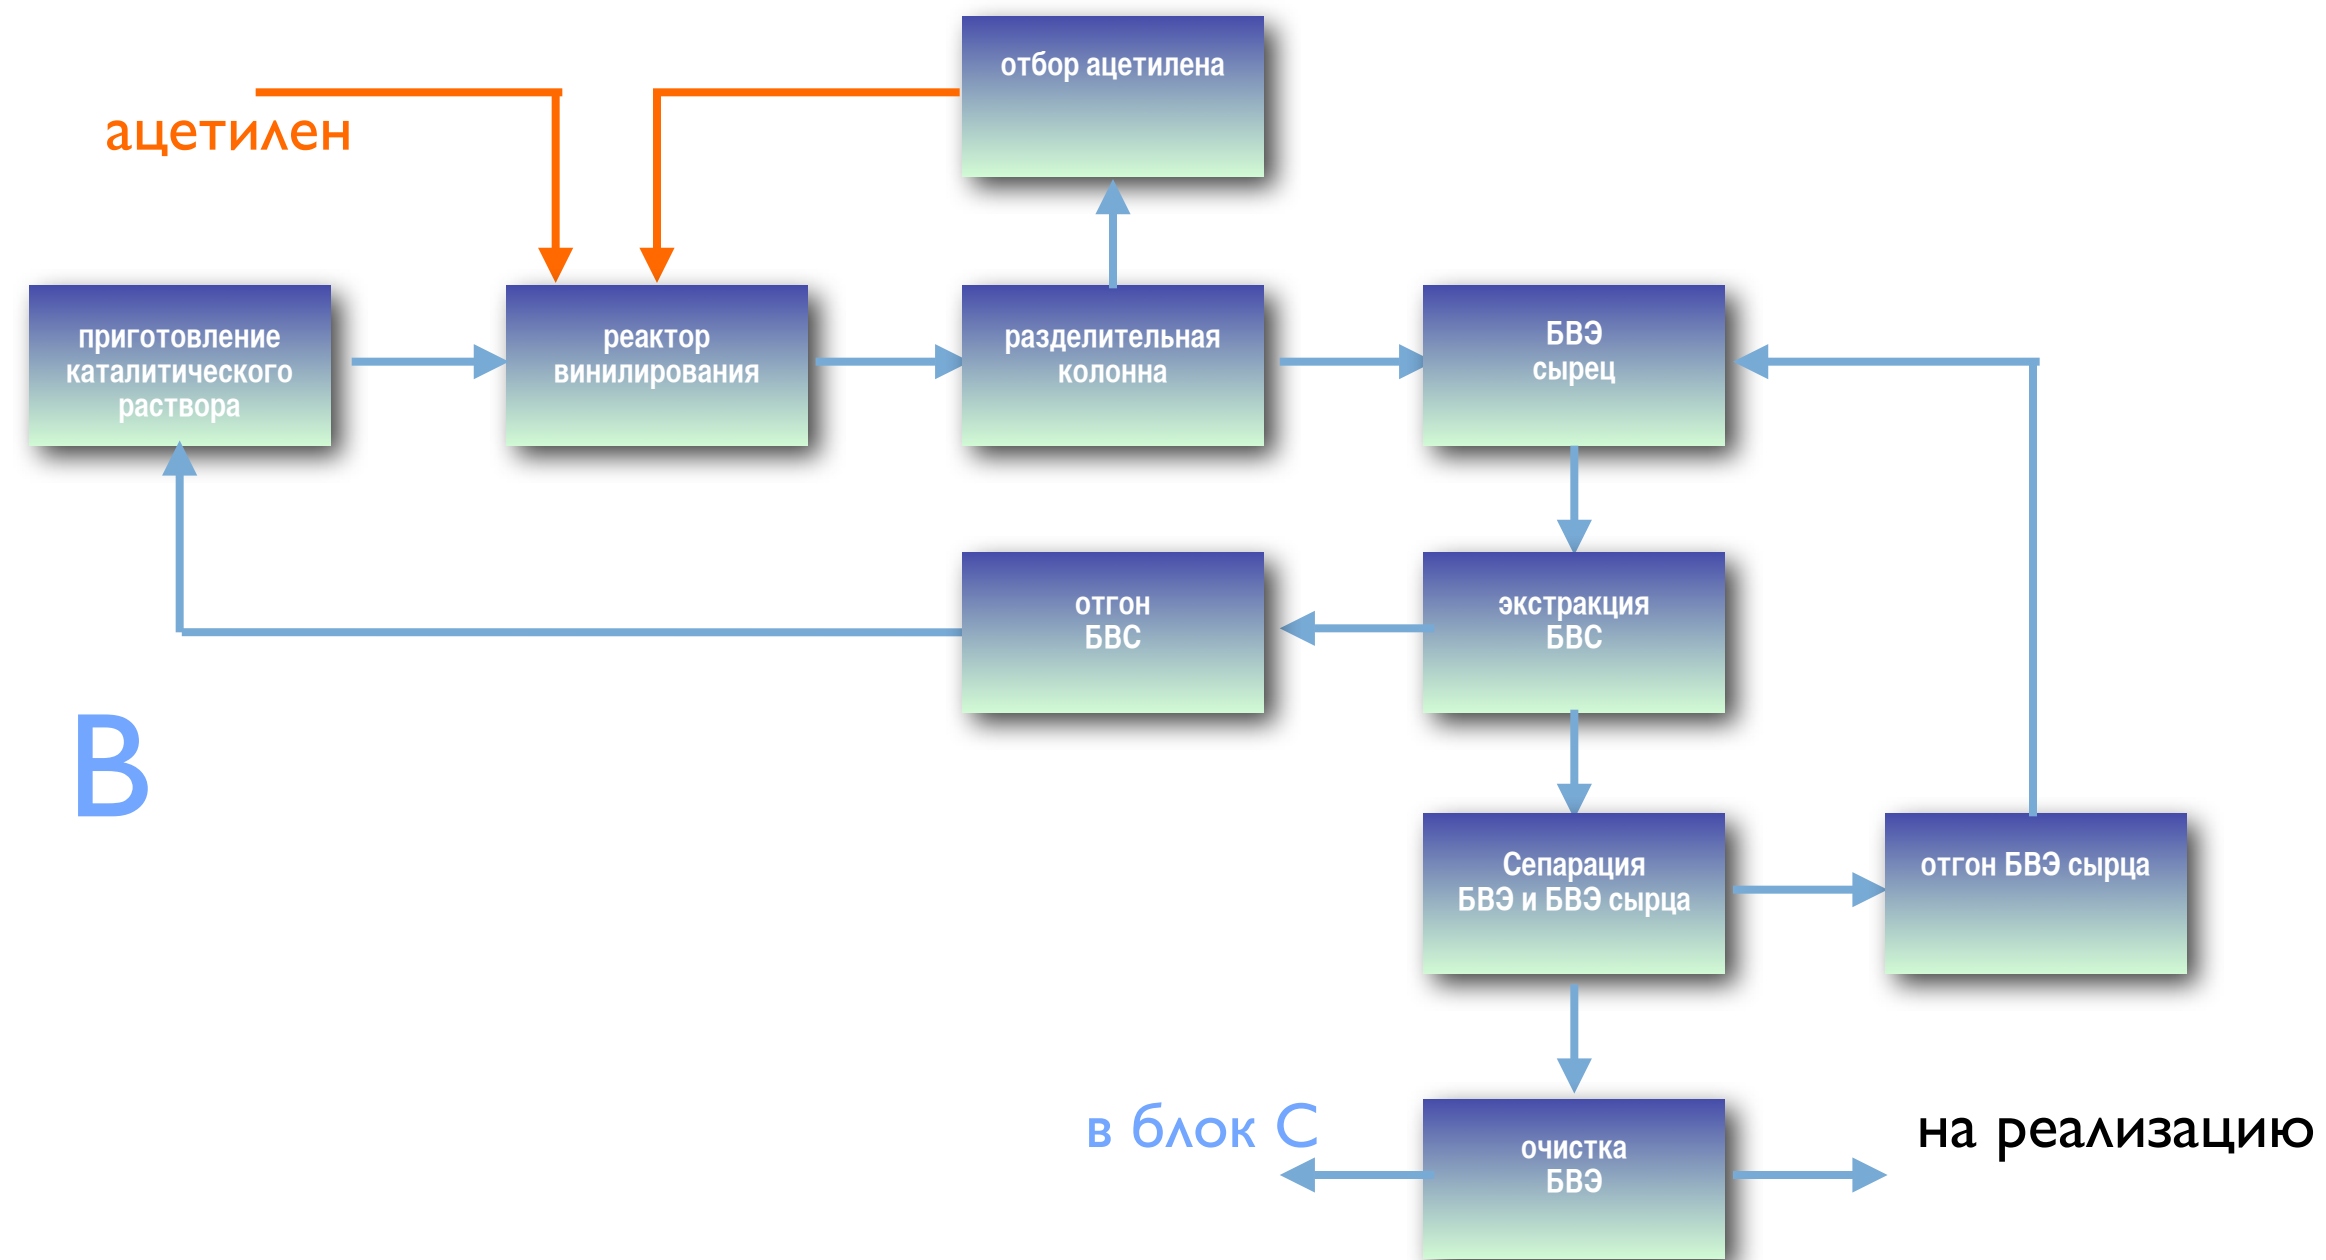 отбор ацетилена
ацетилен
приготовление
каталитического
раствора
реактор
винилирования
разделительная
колонна
БВЭ
сырец
отгон
БВС
экстракция
БВС
В
Сепарация
БВЭ и БВЭ сырца
отгон БВЭ сырца
в блок С
очистка
БВЭ
на реализацию